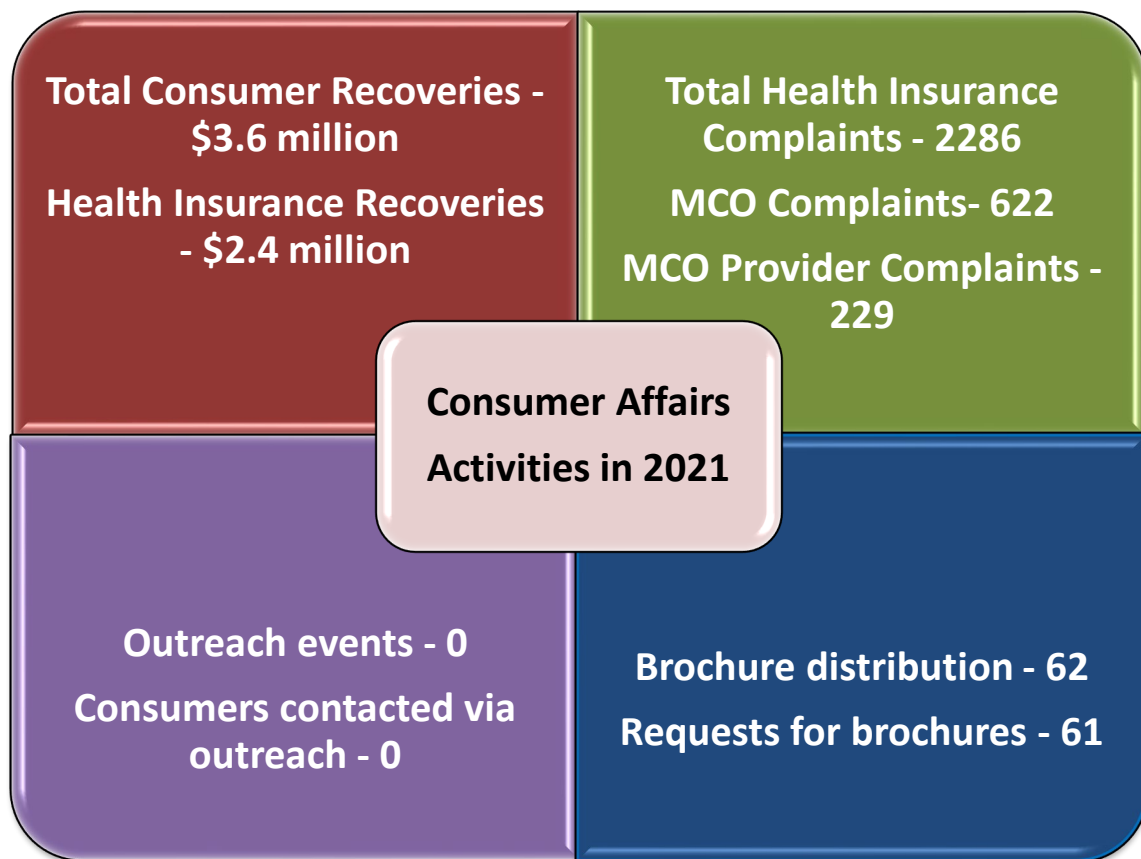 Total Consumer Recoveries -
$3.6 million
Health Insurance Recoveries
- $2.4 million
Total Health Insurance
Complaints - 2286
MCO Complaints- 622
MCO Provider Complaints -
229
Consumer Affairs
Activities in 2021
Outreach events - 0
Consumers contacted via
outreach - 0
Brochure distribution - 62
Requests for brochures - 61